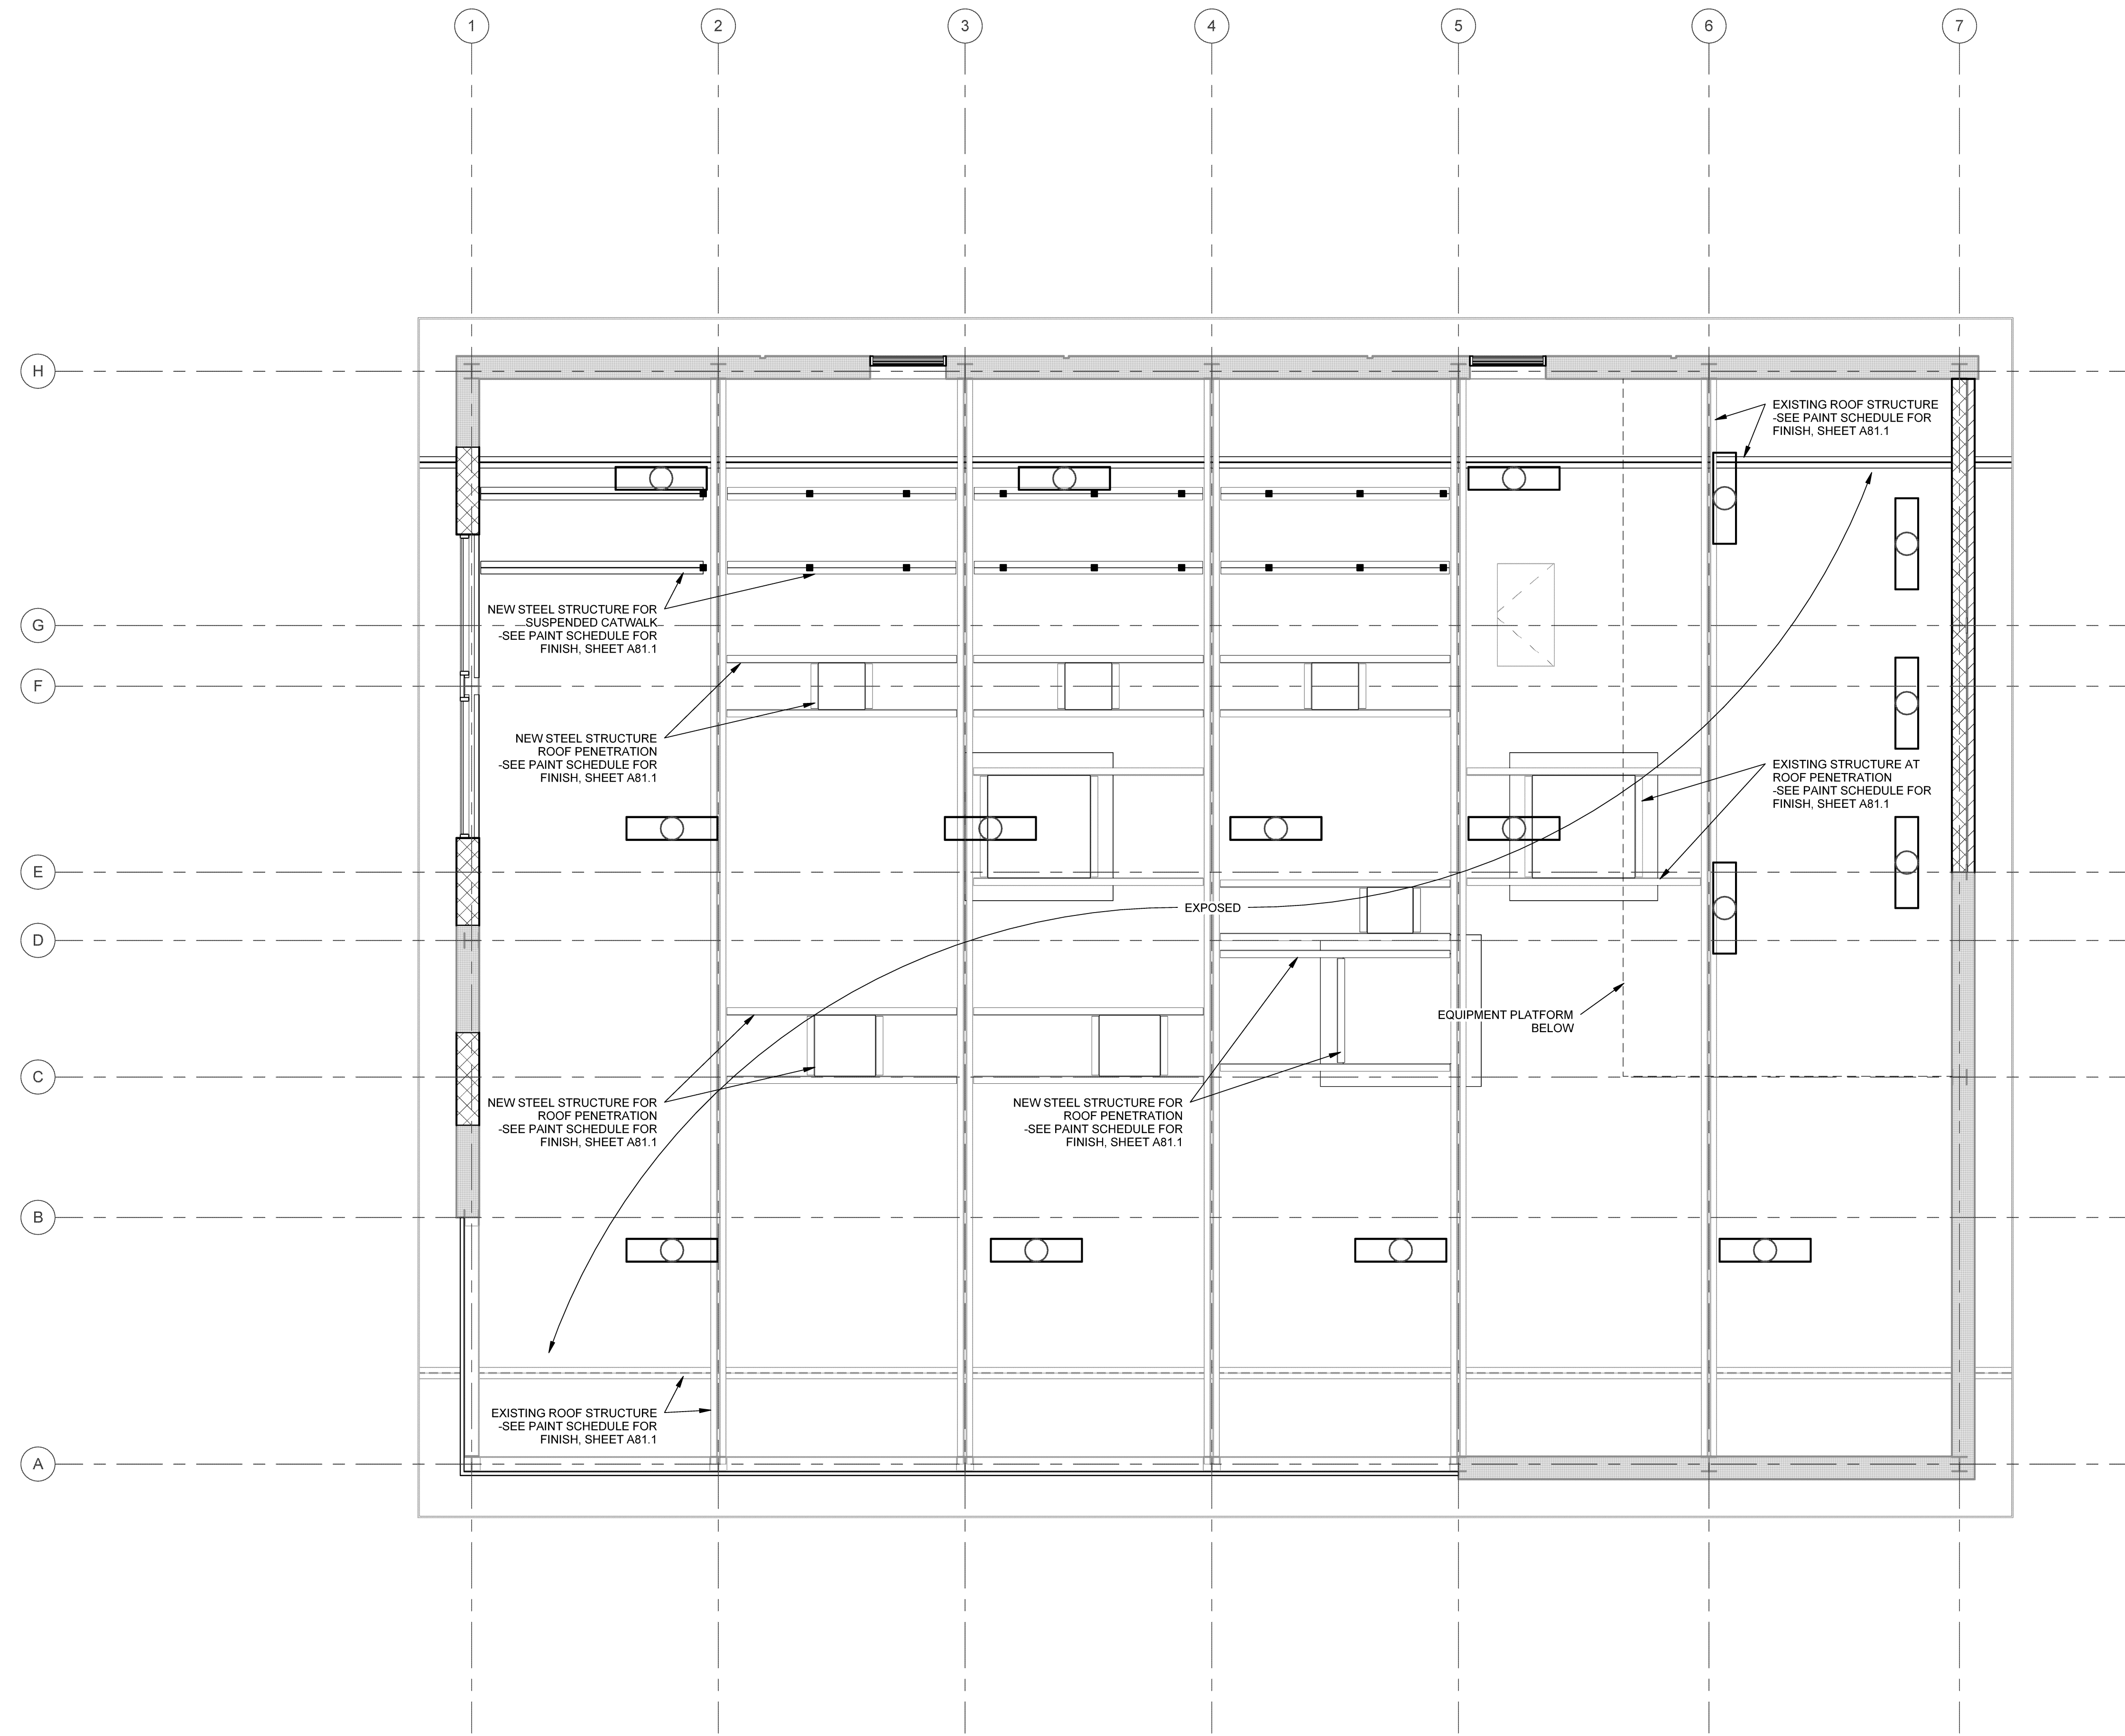 1
2
3
4
5
6
7
H
EXISTING ROOF STRUCTURE
-SEE PAINT SCHEDULE FOR
FINISH, SHEET A81.1
NEW STEEL STRUCTURE FOR
SUSPENDED CATWALK
-SEE PAINT SCHEDULE FOR
FINISH, SHEET A81.1
G
F
NEW STEEL STRUCTURE
ROOF PENETRATION
-SEE PAINT SCHEDULE FOR
FINISH, SHEET A81.1
EXISTING STRUCTURE AT
ROOF PENETRATION
-SEE PAINT SCHEDULE FOR
FINISH, SHEET A81.1
E
EXPOSED
D
EQUIPMENT PLATFORM
BELOW
C
NEW STEEL STRUCTURE FOR
ROOF PENETRATION
-SEE PAINT SCHEDULE FOR
FINISH, SHEET A81.1
NEW STEEL STRUCTURE FOR
ROOF PENETRATION
-SEE PAINT SCHEDULE FOR
FINISH, SHEET A81.1
B
EXISTING ROOF STRUCTURE
-SEE PAINT SCHEDULE FOR
FINISH, SHEET A81.1
A